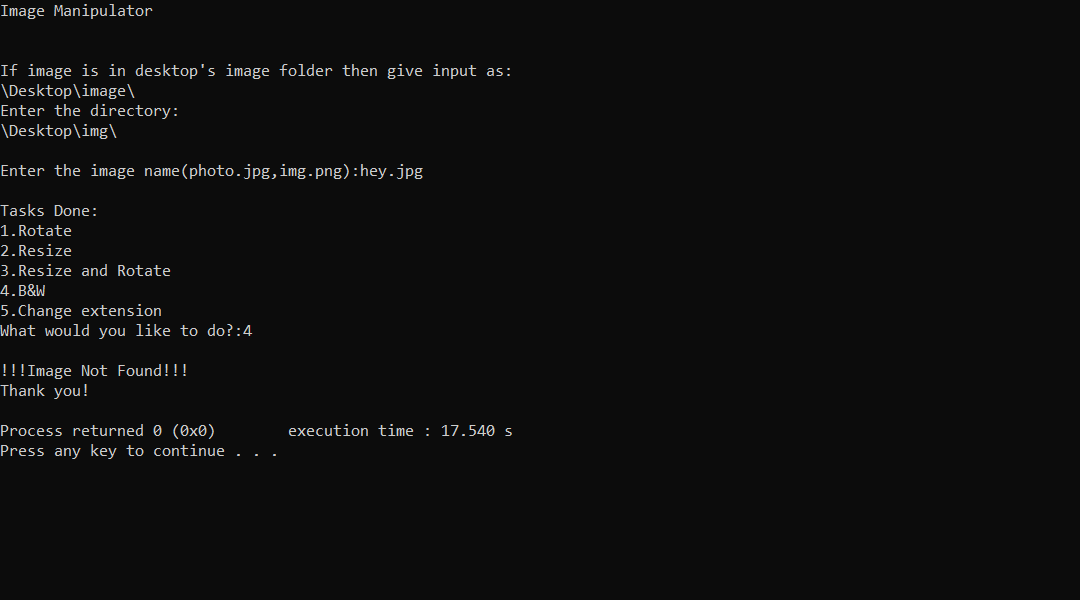 Image Manipulator
If image is in desktop's image folder then give input as:
\Desktop\image\
Enter the directory:
\Desktop\img\
Enter the image name(photo.jpg,img.png):hey.jpg
Tasks Done:
1.Rotate
2.Resize
3.Resize and Rotate
4.B&W
5.Change extension
What would you like to do?:4
!!!Image Not Found!!!
Thank you!
Process returned 0 (0x0)        execution time : 17.540 s
Press any key to continue . . .